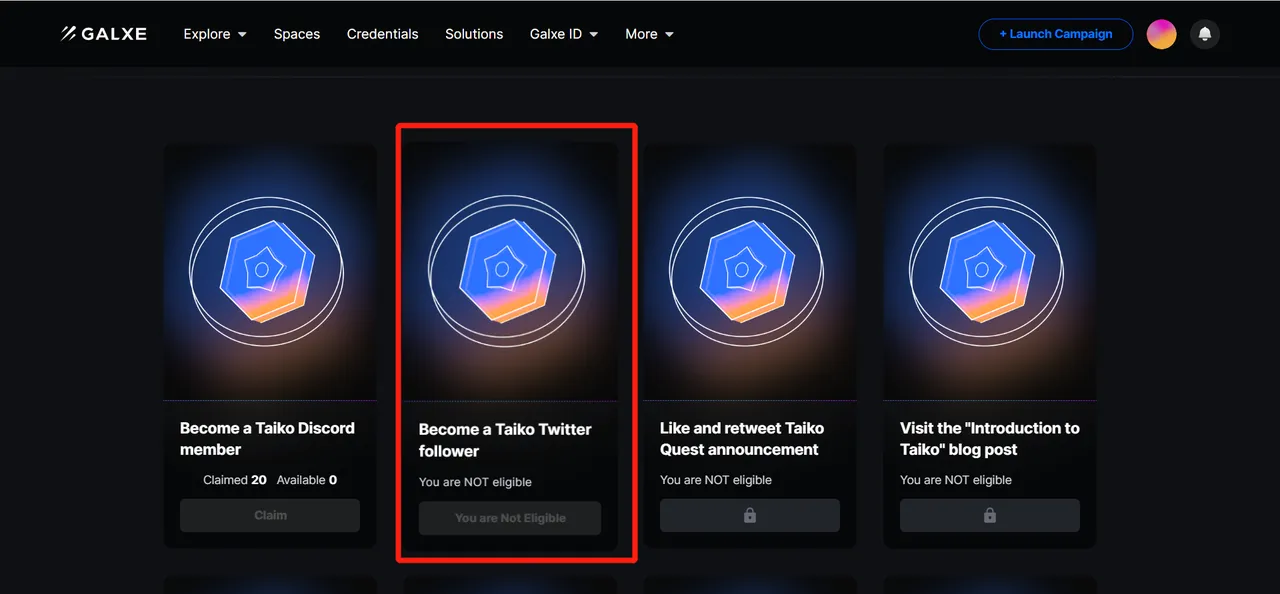 GALXE
Explore
Spaces
Credentials
Solutions
Galxe ID
More
+ Launch Campaign
Become a Taiko Discord
member
Claimed 20 Available 0
Claim
Become a Taiko Twitter
follower
You are NOT eligible
You are Not Eligible
Like and retweet Taiko
Quest announcement
You are NOT eligible
Visit the "Introduction to
Taiko" blog post
You are NOT eligible